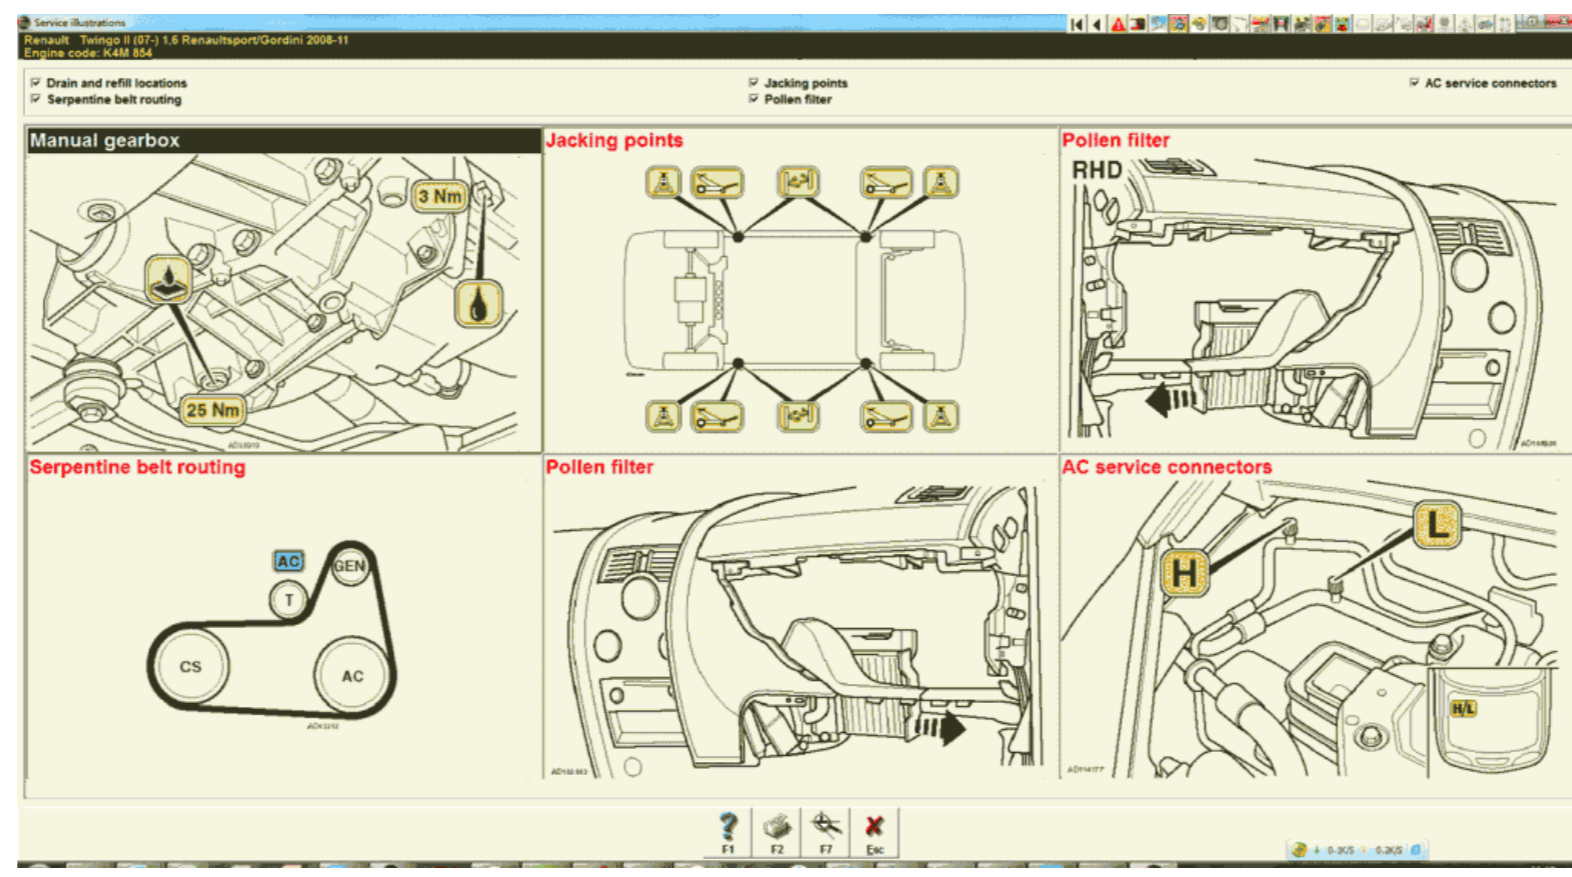 Service illustrations
Renault Twingo II (07-) 1,6 Renaultsport/Gordini 2008-11
Engine code: K4M 854
Drain and refill locations
Jacking points
AC service connectors
Serpentine belt routing
Pollen filter
Manual gearbox
Jacking points
Pollen filter
3 Nm
25 Nm
RHD
Serpentine belt routing
Pollen filter
AC service connectors
AC
GEN
T
CS
AC
H
L
H/L
F1
F2
F7
Esc